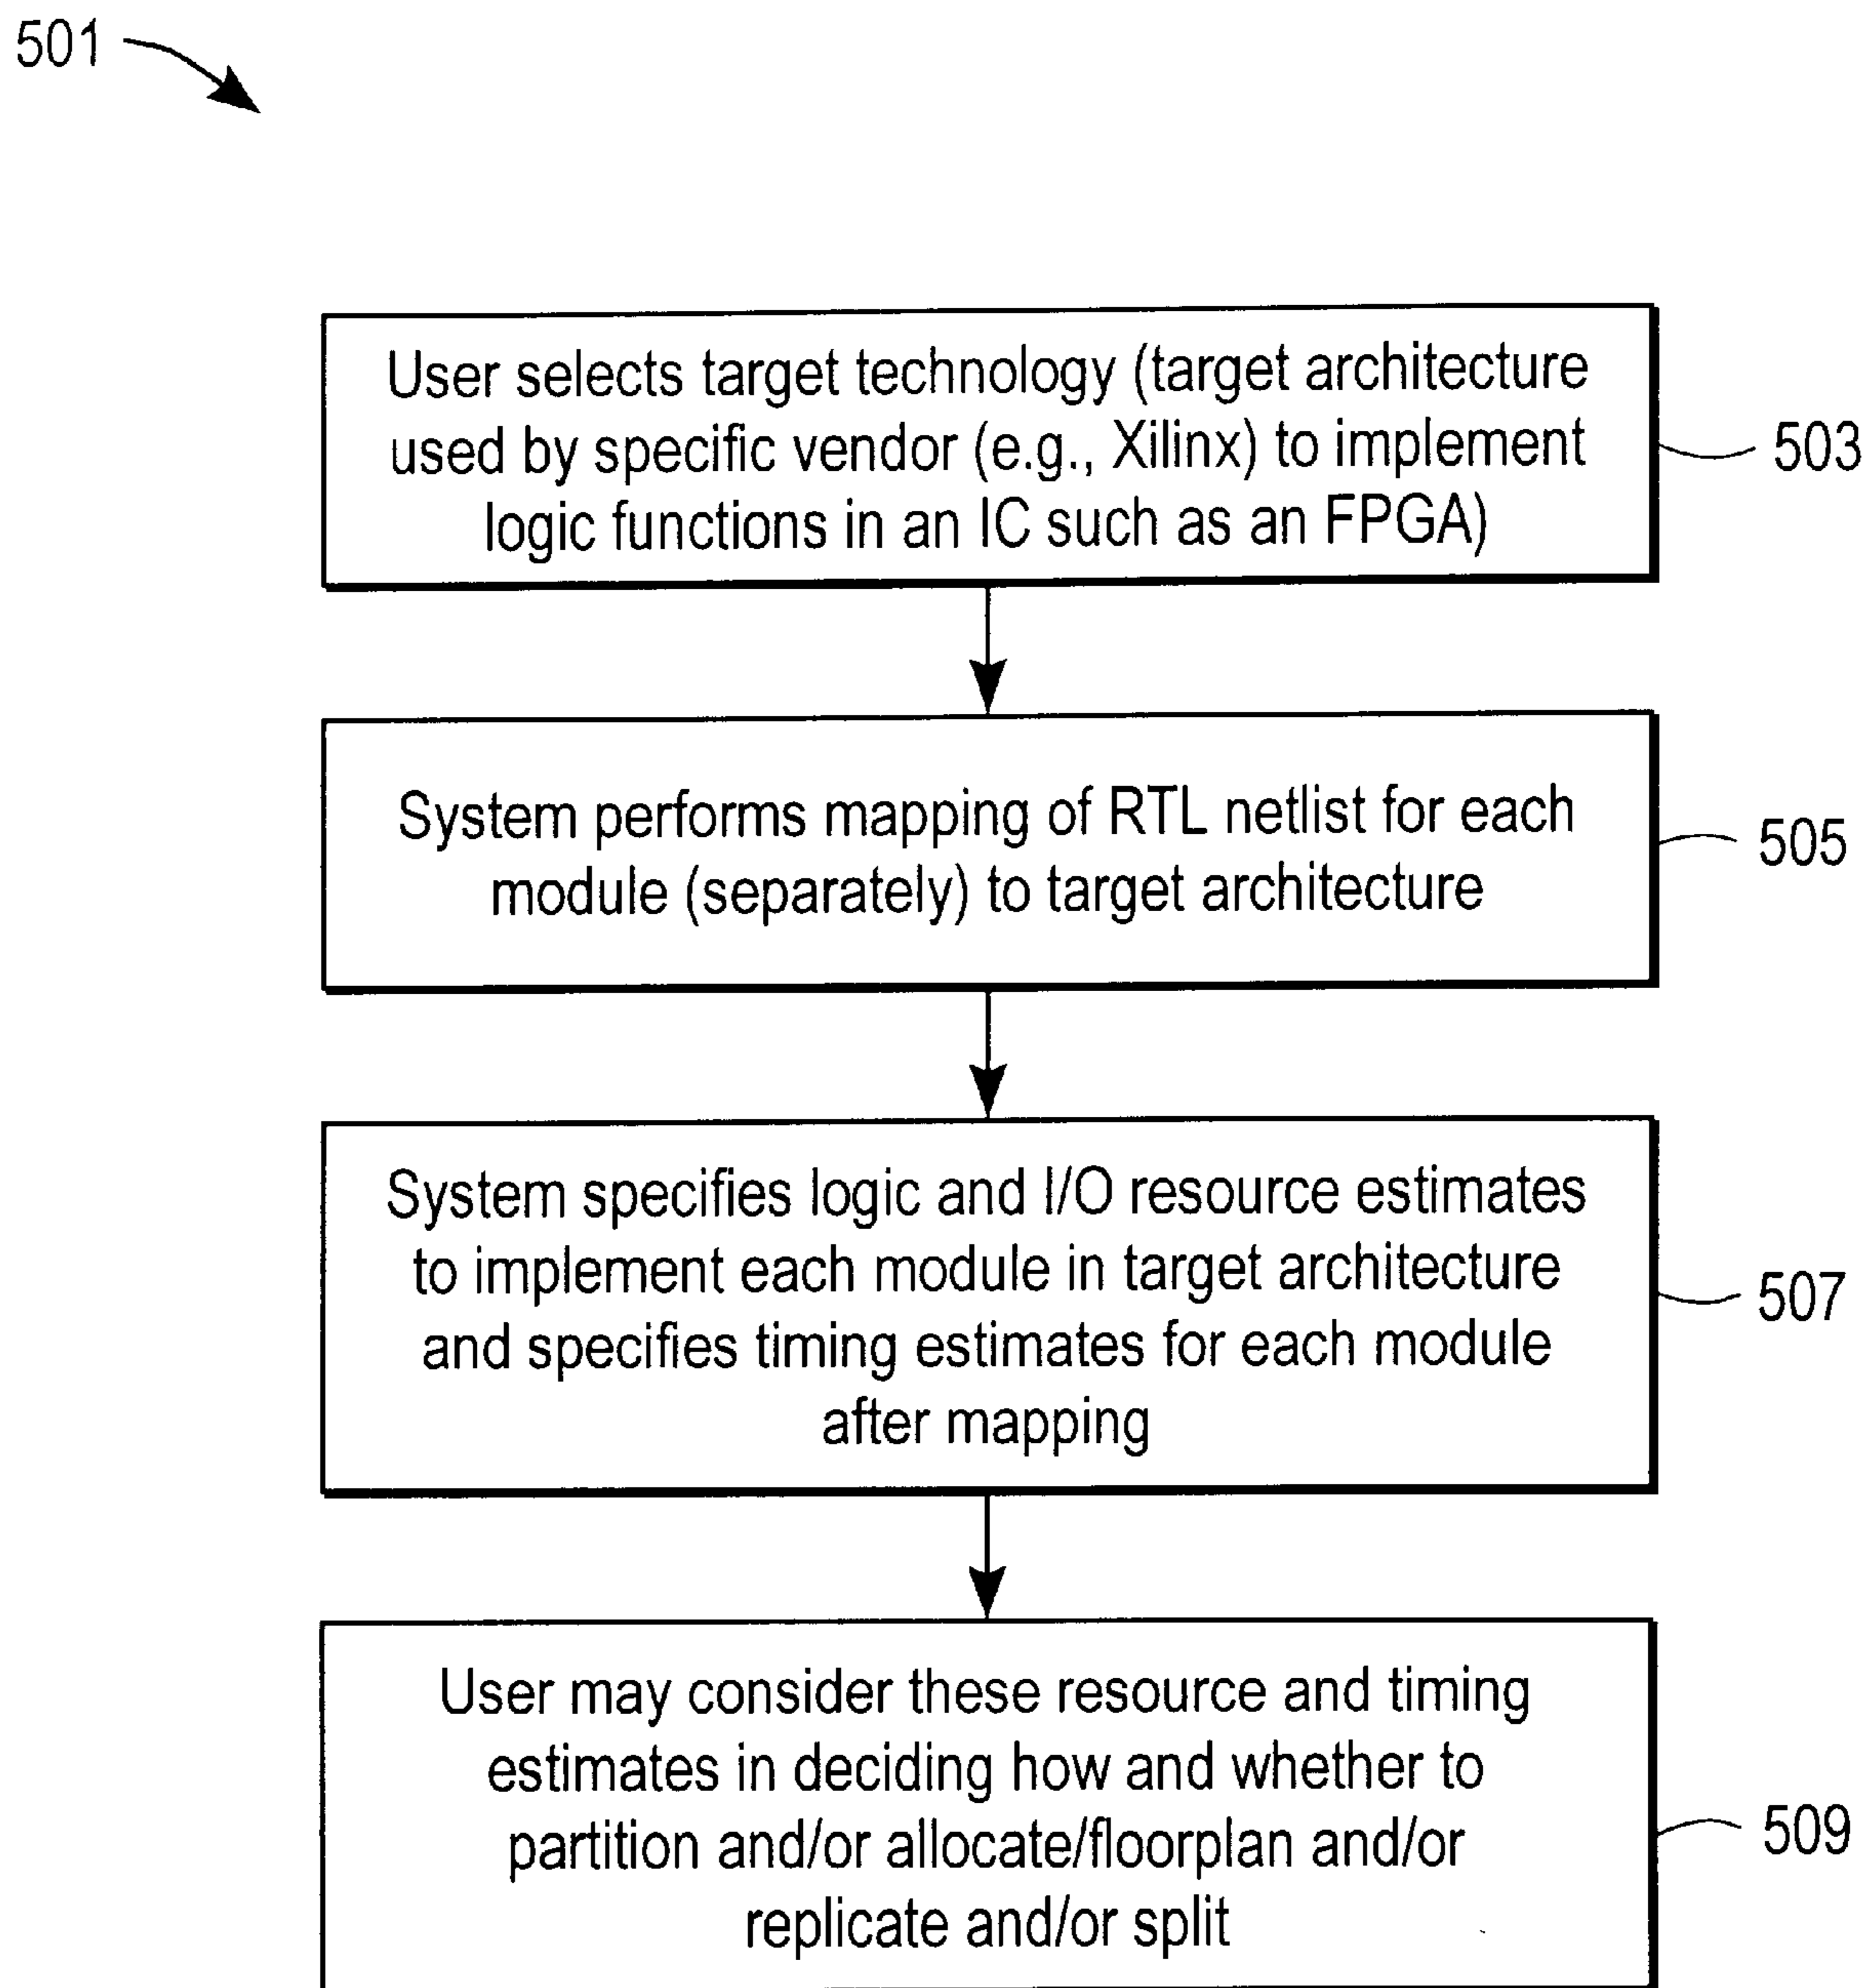 501
User selects target technology (target architecture
used by specific vendor (e.g., Xilinx) to implement
logic functions in an IC such as an FPGA)
503
System performs mapping of RTL netlist for each
module (separately) to target architecture
505
System specifies logic and I/O resource estimates
to implement each module in target architecture
and specifies timing estimates for each module
after mapping
507
User may consider these resource and timing
estimates in deciding how and whether to
partition and/or allocate/floorplan and/or
replicate and/or split
509